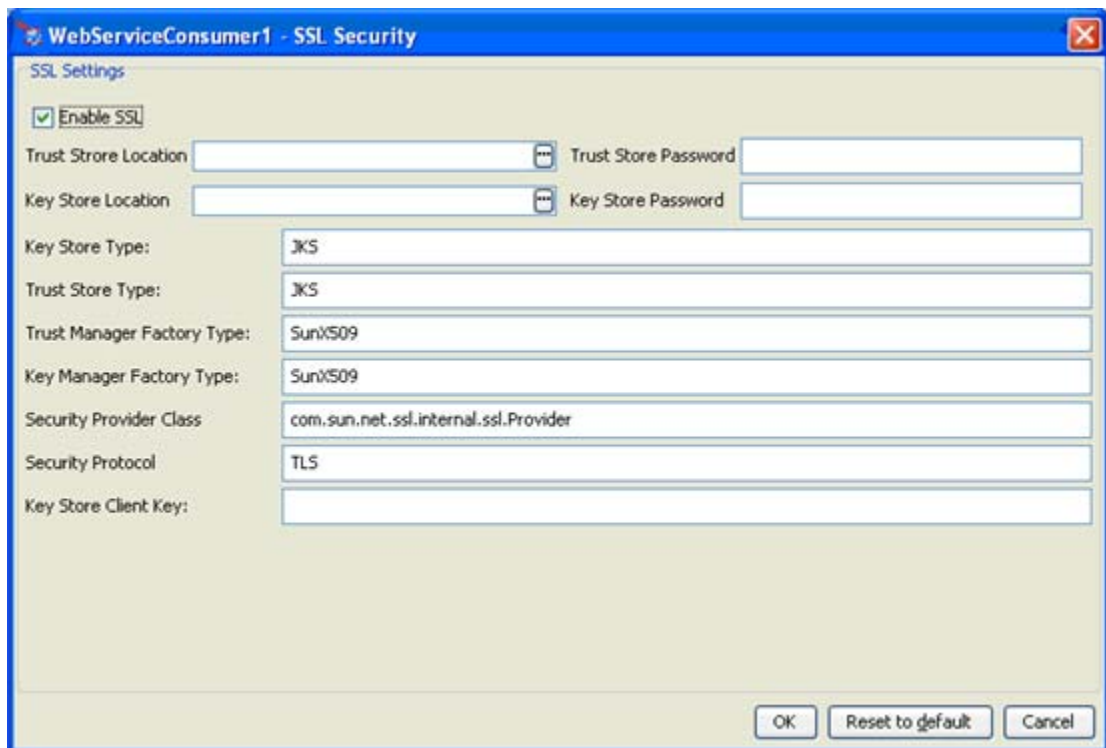 WebServiceConsumer1 - SSL Security
SSL Settings
Enable SSL
Trust Strore Location
Trust Store Password
Key Store Location
Key Store Password
Key Store Type: JKS
Trust Store Type: JKS
Trust Manager Factory Type: SunX509
Key Manager Factory Type: SunX509
Security Provider Class com.sun.net.ssl.internal.ssl.Provider
Security Protocol TLS
Key Store Client Key:
OK Reset to default Cancel